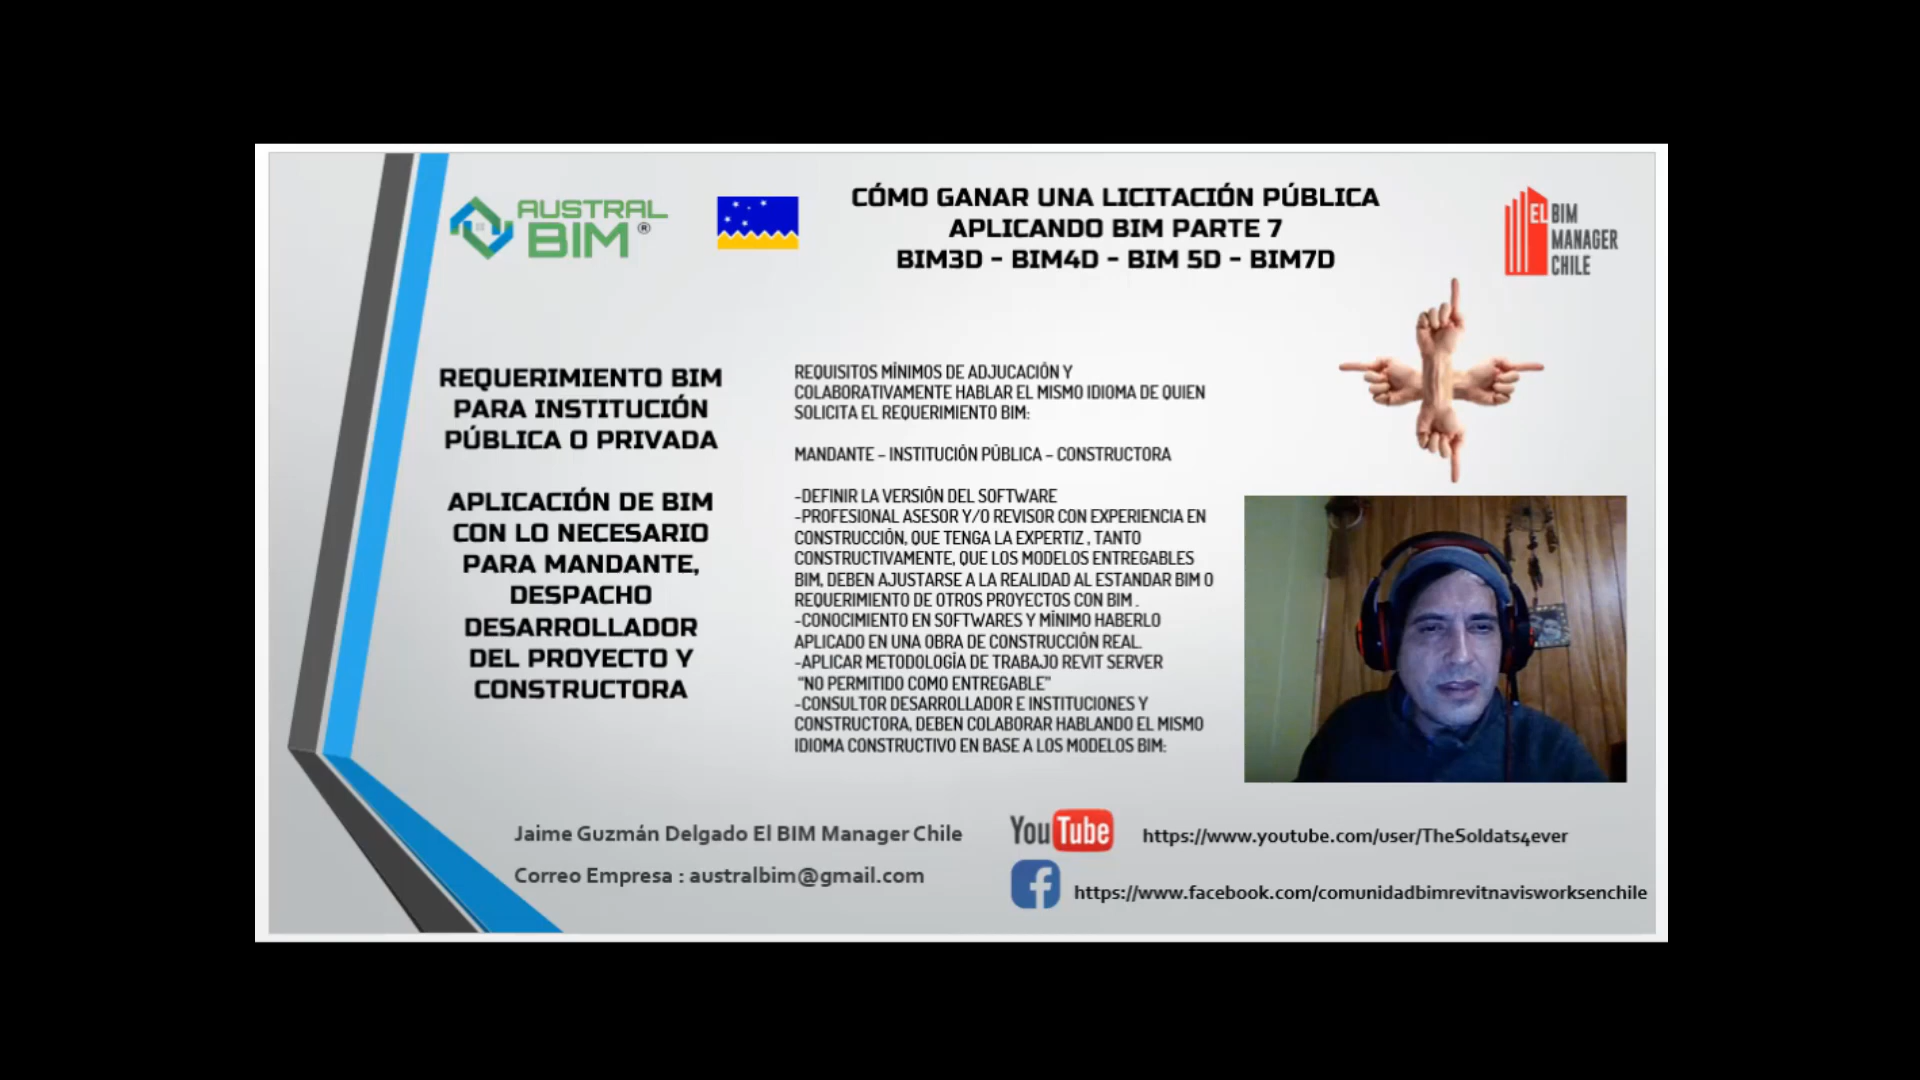 AUSTRAL
BIM®
CÓMO GANAR UNA LICITACIÓN PÚBLICA
APLICANDO BIM PARTE 7
BIM3D - BIM4D - BIM 5D - BIM7D
EL BIM
MANAGER
CHILE
REQUERIMIENTO BIM
PARA INSTITUCIÓN
PÚBLICA O PRIVADA
APLICACIÓN DE BIM
CON LO NECESARIO
PARA MANDANTE,
DESPACHO
DESARROLLADOR
DEL PROYECTO Y
CONSTRUCTORA
REQUISITOS MÍNIMOS DE ADJUCACIÓN Y
COLABORATIVAMENTE HABLAR EL MISMO IDIOMA DE QUIEN
SOLICITA EL REQUERIMIENTO BIM:
MANDANTE – INSTITUCIÓN PÚBLICA – CONSTRUCTORA
-DEFINIR LA VERSIÓN DEL SOFTWARE
-PROFESIONAL ASESOR Y/O REVISOR CON EXPERIENCIA EN
CONSTRUCCIÓN, QUE TENGA LA EXPERTIZ , TANTO
CONSTRUCTIVAMENTE, QUE LOS MODELOS ENTREGABLES
BIM, DEBEN AJUSTARSE A LA REALIDAD AL ESTANDAR BIM O
REQUERIMIENTO DE OTROS PROYECTOS CON BIM .
-CONOCIMIENTO EN SOFTWARES Y MÍNIMO HABERLO
APLICADO EN UNA OBRA DE CONSTRUCCIÓN REAL.
-APLICAR METODOLOGÍA DE TRABAJO REVIT SERVER
"NO PERMITIDO COMO ENTREGABLE"
-CONSULTOR DESARROLLADOR E INSTITUCIONES Y
CONSTRUCTORA, DEBEN COLABORAR HABLANDO EL MISMO
IDIOMA CONSTRUCTIVO EN BASE A LOS MODELOS BIM:
Jaime Guzmán Delgado El BIM Manager Chile
Correo Empresa : australbim@gmail.com
YouTube
https://www.youtube.com/user/TheSoldats4ever
f
https://www.facebook.com/comunidadbimrevitnavisworksenchile